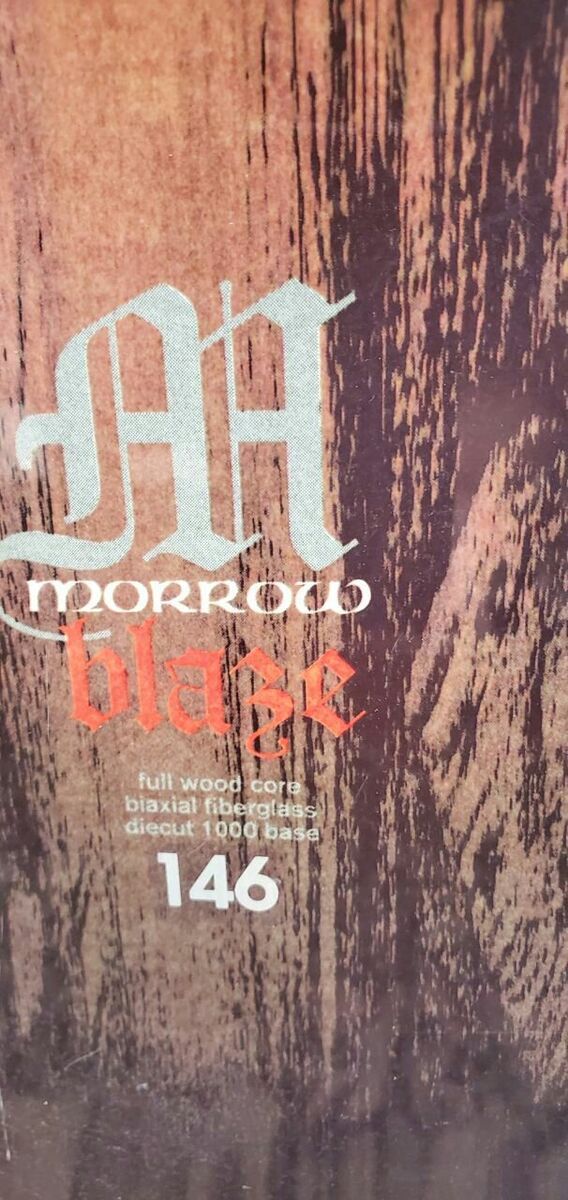 M
MORROW
blaze
full wood core
biaxial fiberglass
diecut 1000 base
146